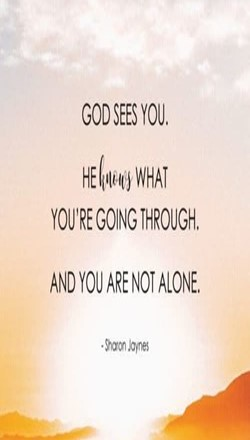 GOD SEES YOU.
HE knows WHAT
YOU'RE GOING THROUGH.
AND YOU ARE NOT ALONE.
- Sharon Jaynes